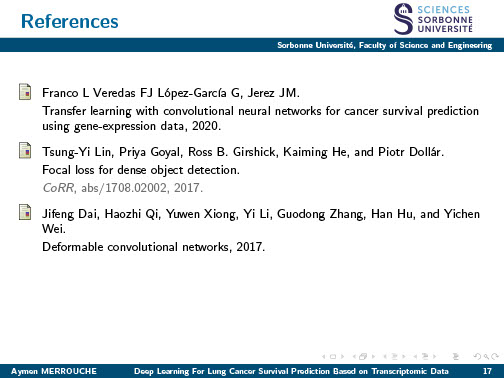 References
SCIENCES
SORBONNE
UNIVERSITÉ
Sorbonne Université, Faculty of Science and Engineering
Franco L Veredas FJ López-García G, Jerez JM.
Transfer learning with convolutional neural networks for cancer survival prediction
using gene-expression data, 2020.
Tsung-Yi Lin, Priya Goyal, Ross B. Girshick, Kaiming He, and Piotr Dollár.
Focal loss for dense object detection.
CoRR, abs/1708.02002, 2017.
Jifeng Dai, Haozhi Qi, Yuwen Xiong, Yi Li, Guodong Zhang, Han Hu, and Yichen
Wei.
Deformable convolutional networks, 2017.
Aymen MERROUCHE Deep Learning For Lung Cancer Survival Prediction Based on Transcriptomic Data 17